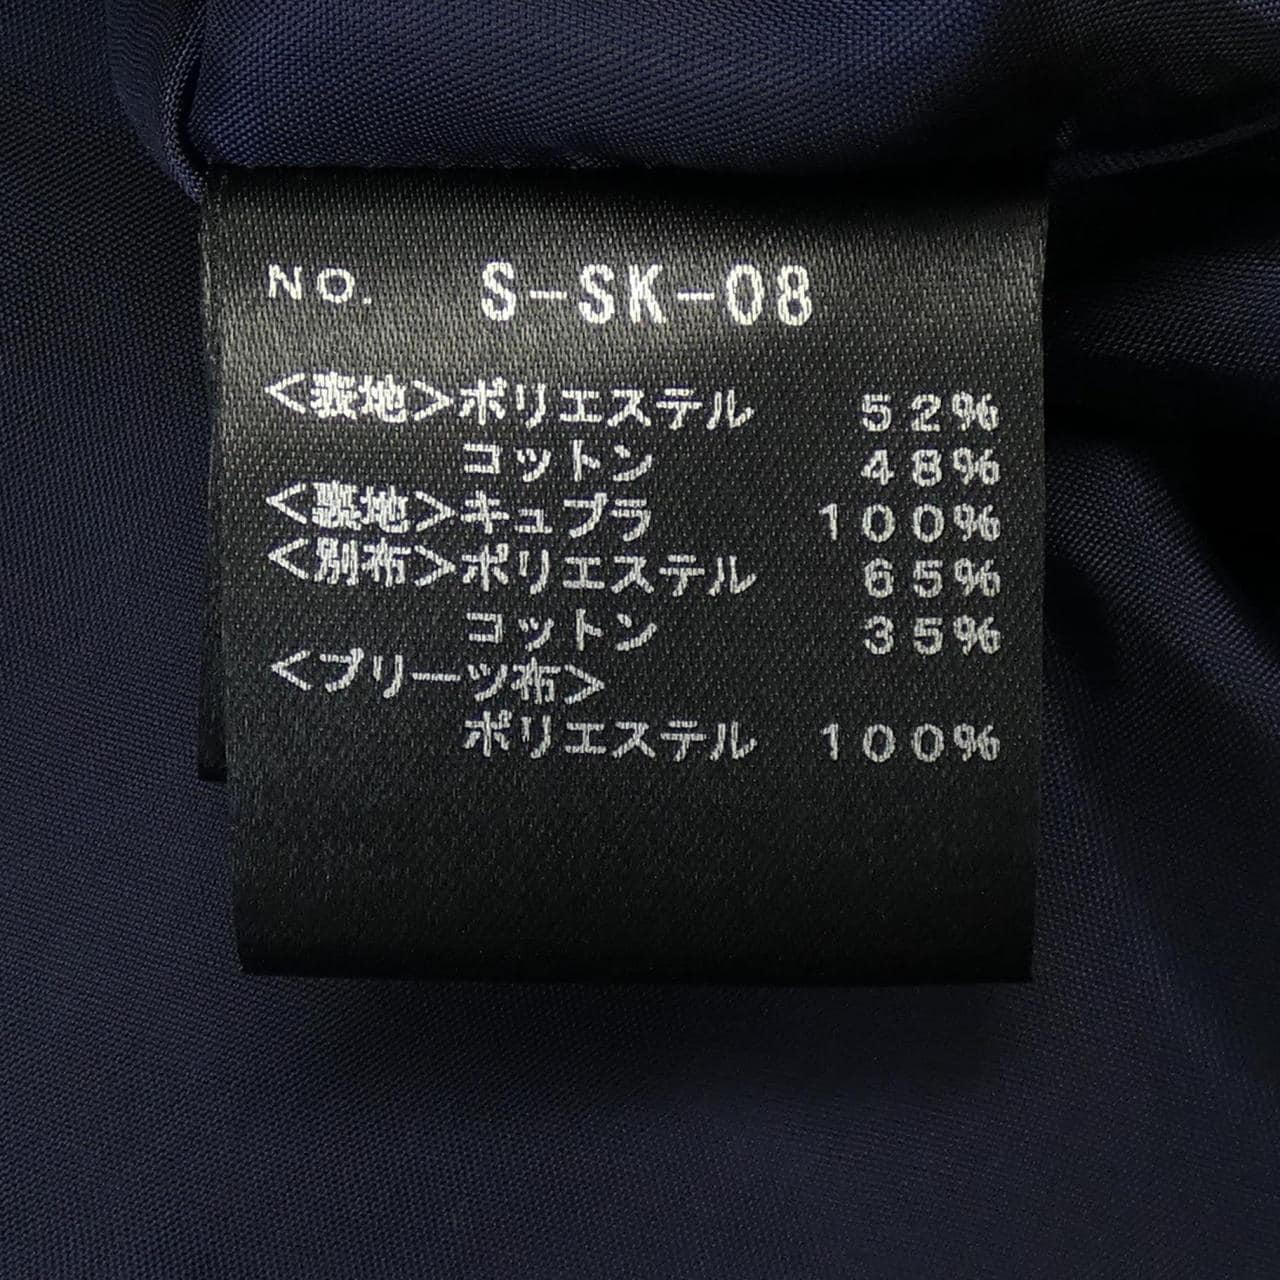 NO. S-SK-08
<表地>ポリエステル 52%
コットン 48%
<裏地>キュプラ 100%
<別布>ポリエステル 65%
コットン 35%
<プリーツ布>
ポリエステル 100%